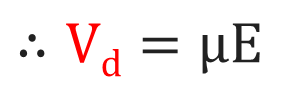 ∴ V_d = μE